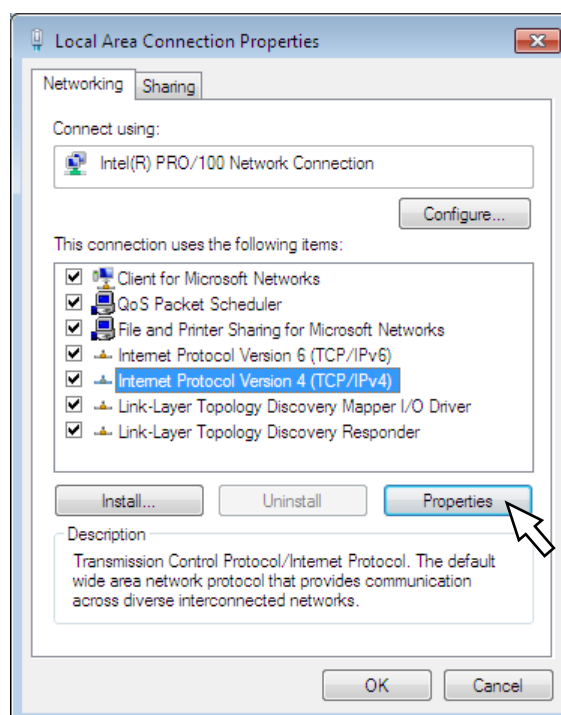 Local Area Connection Properties
Networking
Sharing
Connect using:
Intel(R) PRO/100 Network Connection
Configure...
This connection uses the following items:
Client for Microsoft Networks
QoS Packet Scheduler
File and Printer Sharing for Microsoft Networks
Internet Protocol Version 6 (TCP/IPv6)
Internet Protocol Version 4 (TCP/IPv4)
Link-Layer Topology Discovery Mapper I/O Driver
Link-Layer Topology Discovery Responder
Install...
Uninstall
Properties
Description
Transmission Control Protocol/Internet Protocol. The default
wide area network protocol that provides communication
across diverse interconnected networks.
OK
Cancel